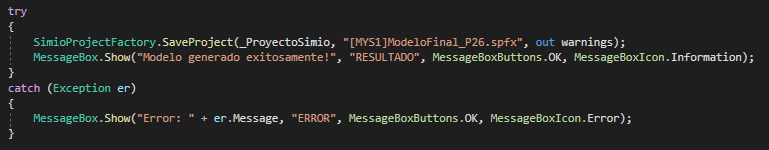 try
{
SimioProjectFactory.SaveProject(_ProyectoSimio, "[MYS1]ModeloFinal_P26.spfx", out warnings);
MessageBox.Show("Modelo generado exitosamente!", "RESULTADO", MessageBoxButtons.OK, MessageBoxIcon.Information);
}
catch (Exception er)
{
MessageBox.Show("Error: " + er.Message, "ERROR", MessageBoxButtons.OK, MessageBoxIcon.Error);
}